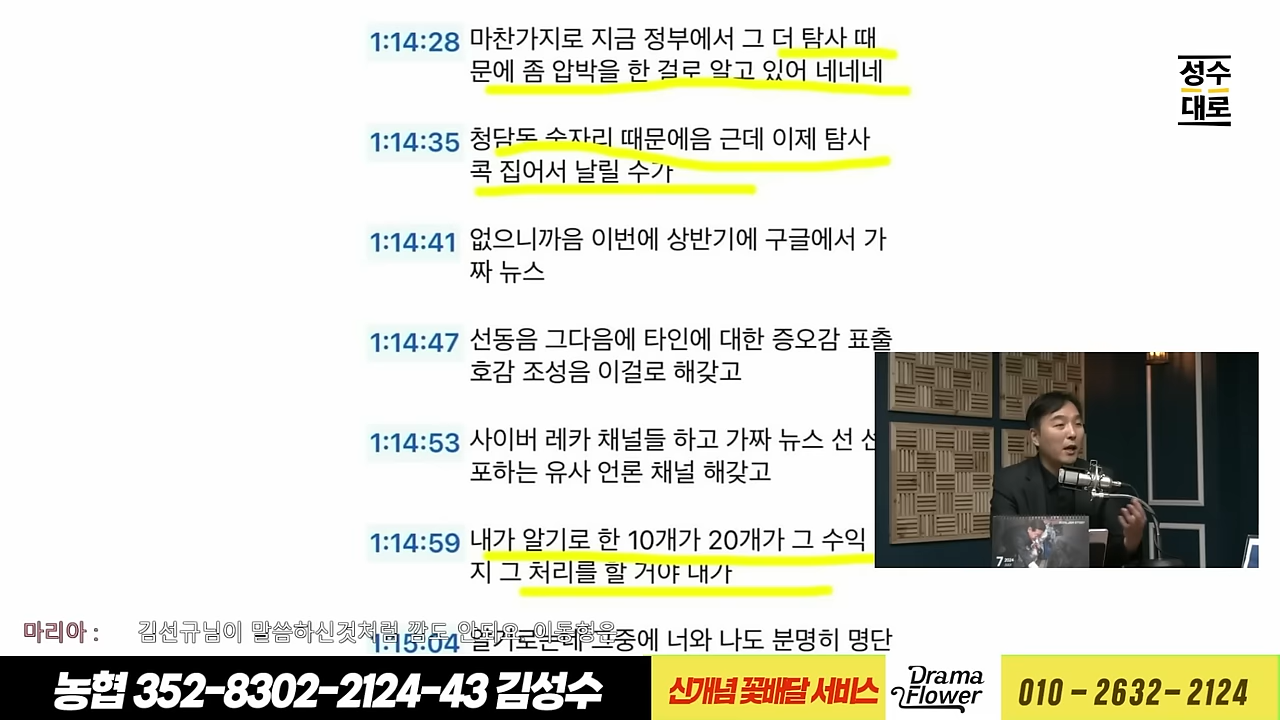 1:14:28 마찬가지로 지금 정부에서 그 더 탐사 때
문에 좀 압박을 한 걸로 알고 있어 네네네
성수
대로
1:14:35 청담동 술자리 때문에음 근데 이제 탐사
콕 집어서 날릴 수가
1:14:41 없으니까음 이번에 상반기에 구글에서 가
짜 뉴스
1:14:47 선동음 그다음에 타인에 대한 증오감 표출
호감 조성음 이걸로 해갖고
1:14:53 사이버 레카 채널들 하고 가짜 뉴스 선
포하는 유사 언론 채널 해갖고
1:14:59 내가 알기로 한 10개가 20개가 그 수익
지 그 처리를 할 거야 내가
7 2024
마리아 : 김선규님이 말씀하신것처럼 깜도 안되요 이동형은
1:15:04 알기로는데 그중에 너와 나도 분명히 명단
농협 352-8302-2124-43 김성수
신개념 꽃배달 서비스
Drama
Flower
010 - 2632- 2124